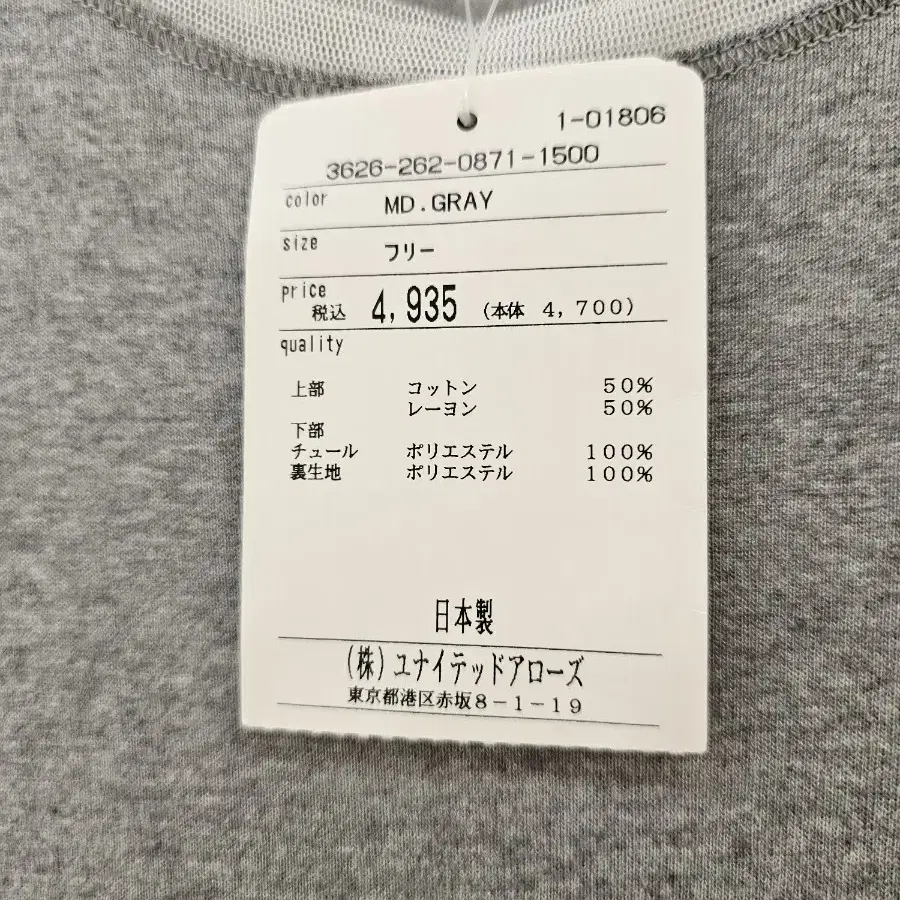 1-01806
3626-262-0871-1500
color MD.GRAY
size フリー
price
税込 4,935 (本体 4,700)
quality
上部 コットン 50%
レーヨン 50%
下部
チュール ポリエステル 100%
裏生地 ポリエステル 100%
日本製
(株)ユナイテッドアローズ
東京都港区赤坂8-1-19